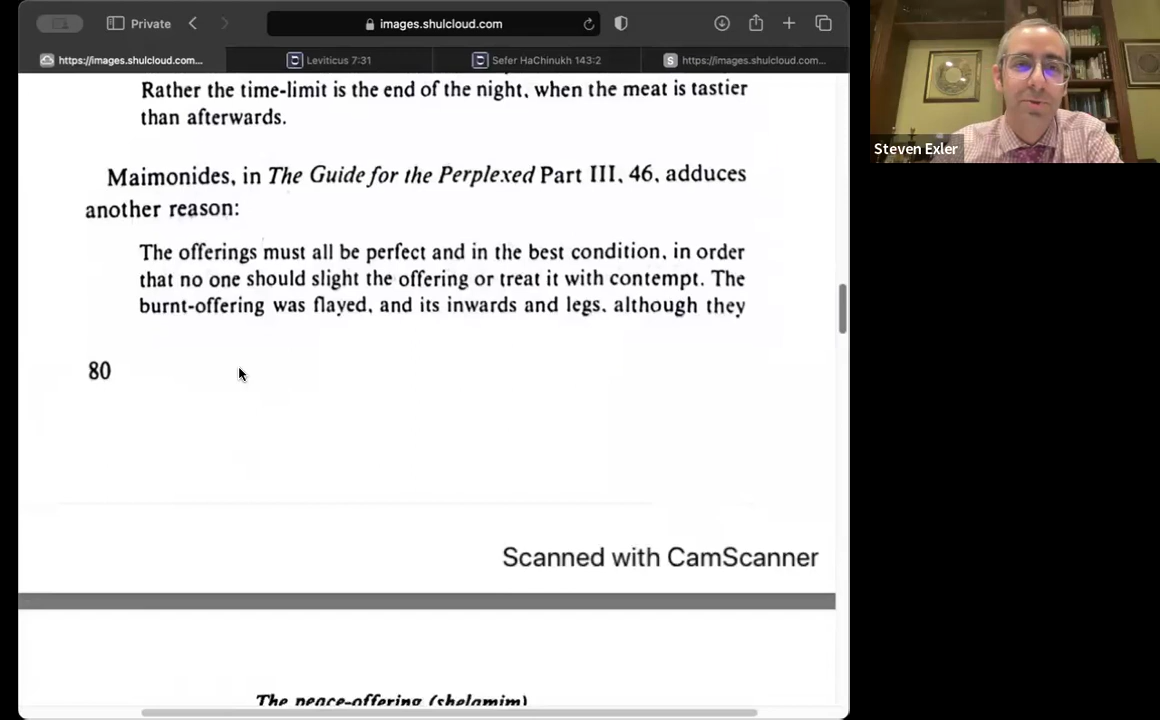 Private
images.shulcloud.com
https://images.shulcloud.com...
Leviticus 7:31
Sefer HaChinukh 143:2
S
https://images.shulcloud.com...
Rather the time-limit is the end of the night, when the meat is tastier
than afterwards.
Maimonides, in The Guide for the Perplexed Part III, 46, adduces
another reason:
The offerings must all be perfect and in the best condition, in order
that no one should slight the offering or treat it with contempt. The
burnt-offering was flayed, and its inwards and legs, although they
80
Scanned with CamScanner
The peace-offering (shelamim)
Steven Exler